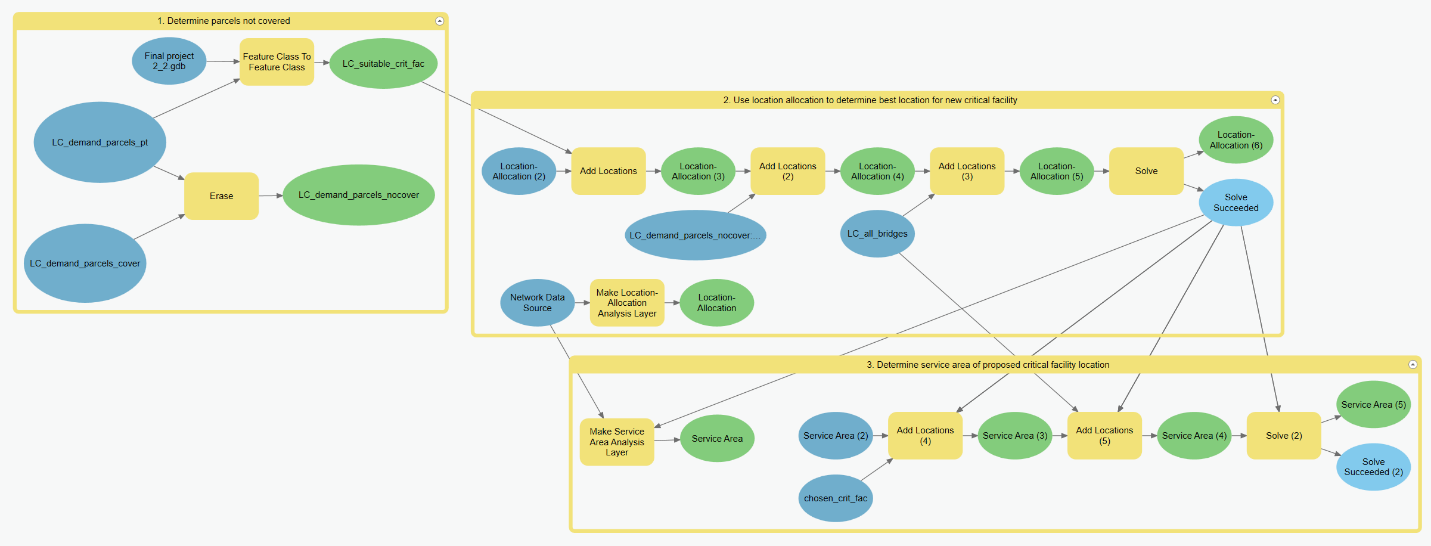 1. Determine parcels not covered
Final project
2_2.gdb
Feature Class To
Feature Class
LC_suitable_crit_fac
LC_demand_parcels_pt
Erase
LC_demand_parcels_nocover
LC_demand_parcels_cover
2. Use location allocation to determine best location for new critical facility
Location-
Allocation (2)
Add Locations
Location-
Allocation (3)
Add Locations
(2)
Location-
Allocation (4)
Add Locations
(3)
Location-
Allocation (5)
Solve
Location-
Allocation (6)
Solve
Succeeded
LC_demand_parcels_nocover:...
LC_all_bridges
Network Data
Source
Make Location-
Allocation
Analysis Layer
Location-
Allocation
3. Determine service area of proposed critical facility location
Make Service
Area Analysis
Layer
Service Area
Service Area (2)
Add Locations
(4)
Service Area (3)
Add Locations
(5)
Service Area (4)
Solve (2)
Service Area (5)
Solve
Succeeded (2)
chosen_crit_fac